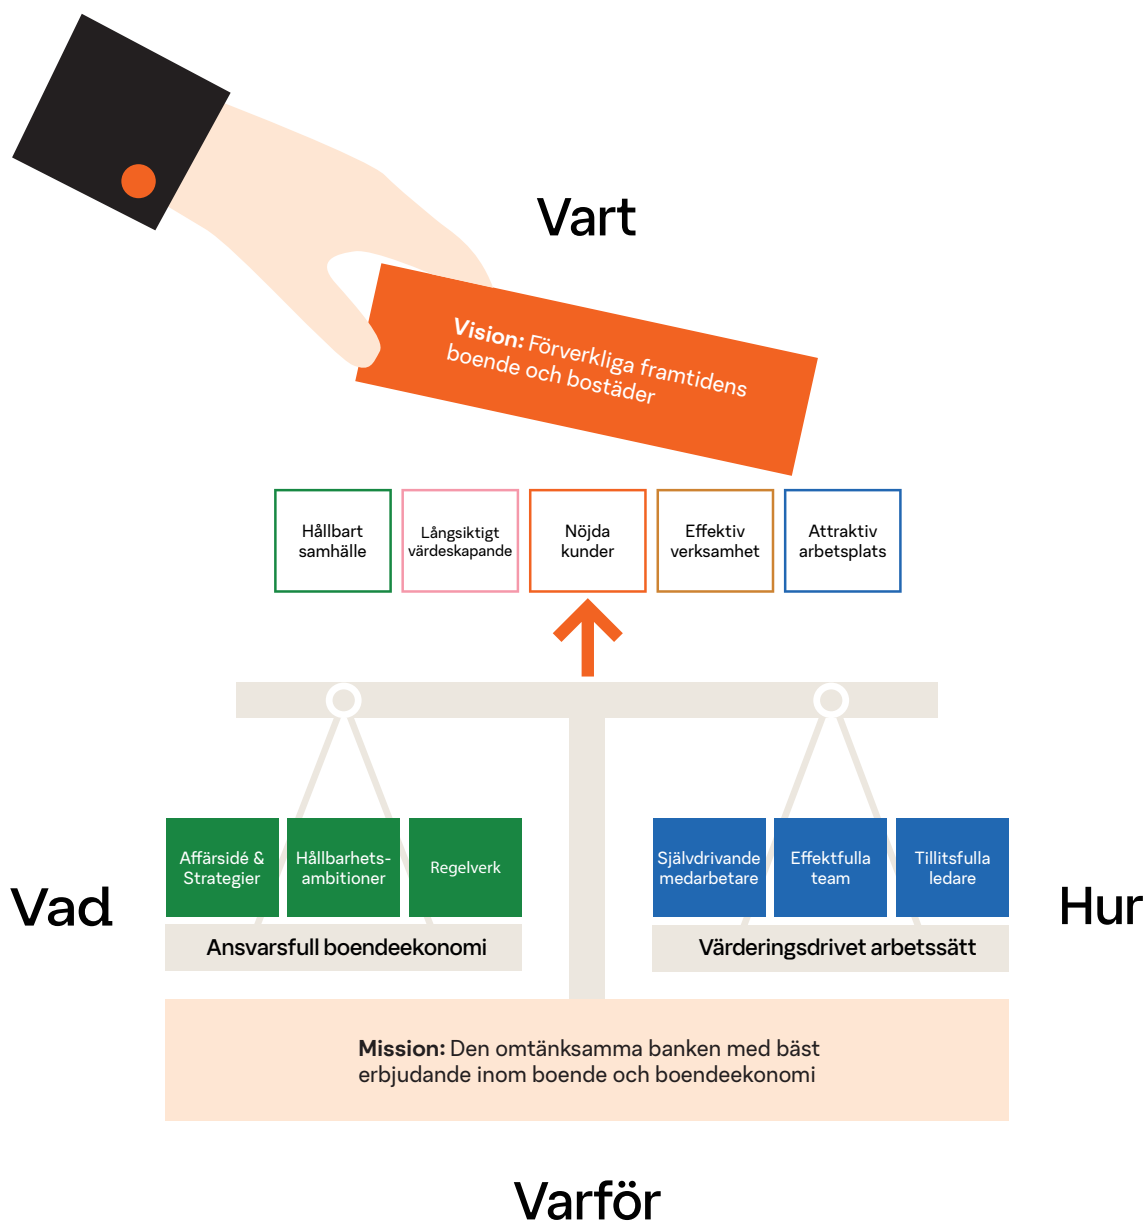 Vart
Vision: Förverkliga framtidens
boende och bostäder
Hållbart
samhälle
Långsiktigt
värdeskapande
Nöjda
kunder
Effektiv
verksamhet
Attraktiv
arbetsplats
Vad
Affärsidé &
Strategier
Hållbarhets-
ambitioner
Regelverk
Ansvarsfull boendeekonomi
Självdrivande
medarbetare
Effektfulla
team
Tillitsfulla
ledare
Värderingsdrivet arbetssätt
Hur
Mission: Den omtänksamma banken med bäst
erbjudande inom boende och boendeekonomi
Varför